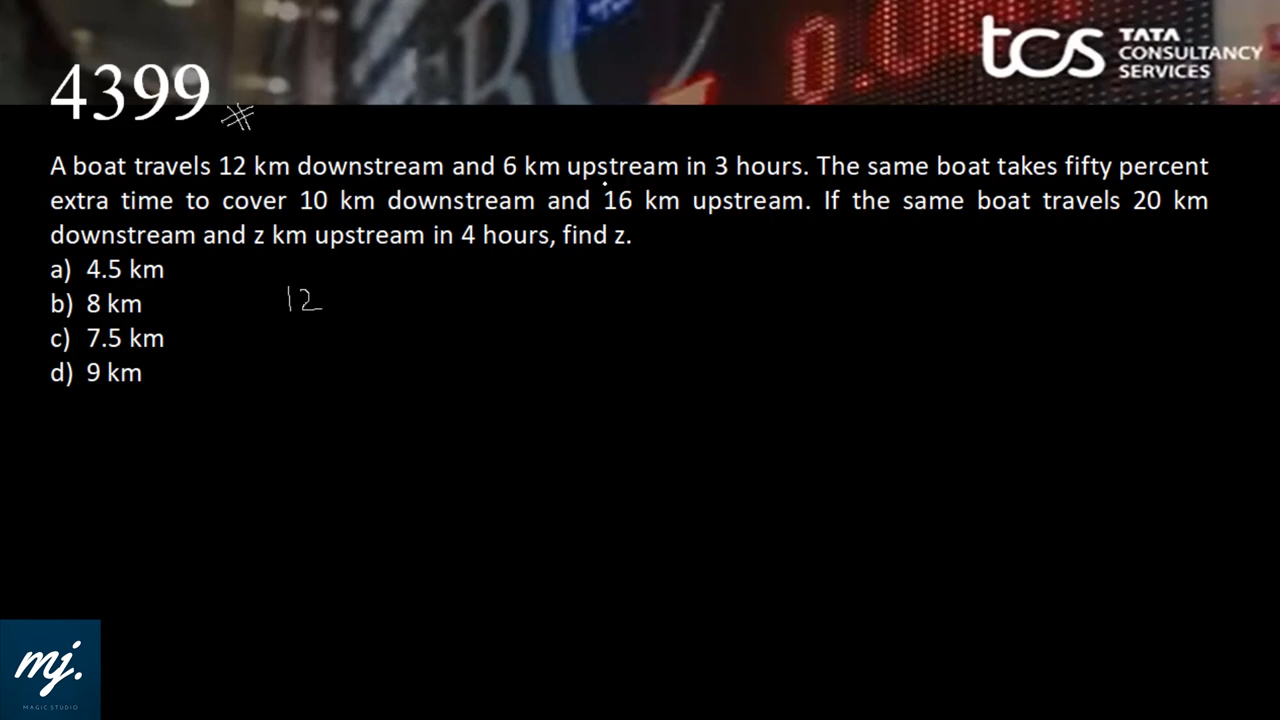 tcs TATA
CONSULTANCY
SERVICES
4399
A boat travels 12 km downstream and 6 km upstream in 3 hours. The same boat takes fifty percent
extra time to cover 10 km downstream and 16 km upstream. If the same boat travels 20 km
downstream and z km upstream in 4 hours, find z.
a) 4.5 km
b) 8 km
12
c) 7.5 km
d) 9 km
mj.
MAGIC STUDIO